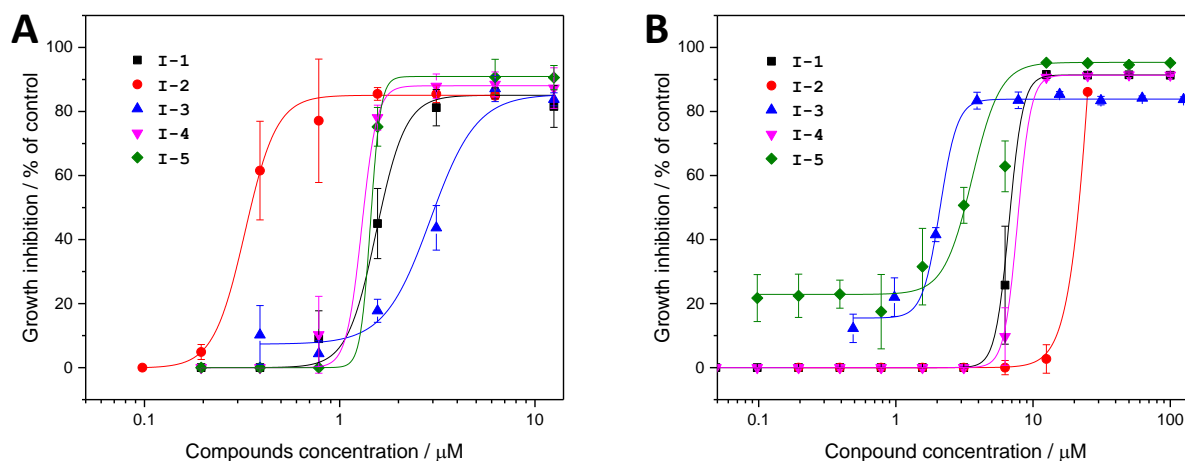 A
Growth inhibition / % of control
100
80
60
40
20
0
I-1
I-2
I-3
I-4
I-5
0.1
1
10
Compounds concentration / μM
B
Growth inhibition / % of control
100
80
60
40
20
0
I-1
I-2
I-3
I-4
I-5
0.1
1
10
100
Conpound concentration / μM